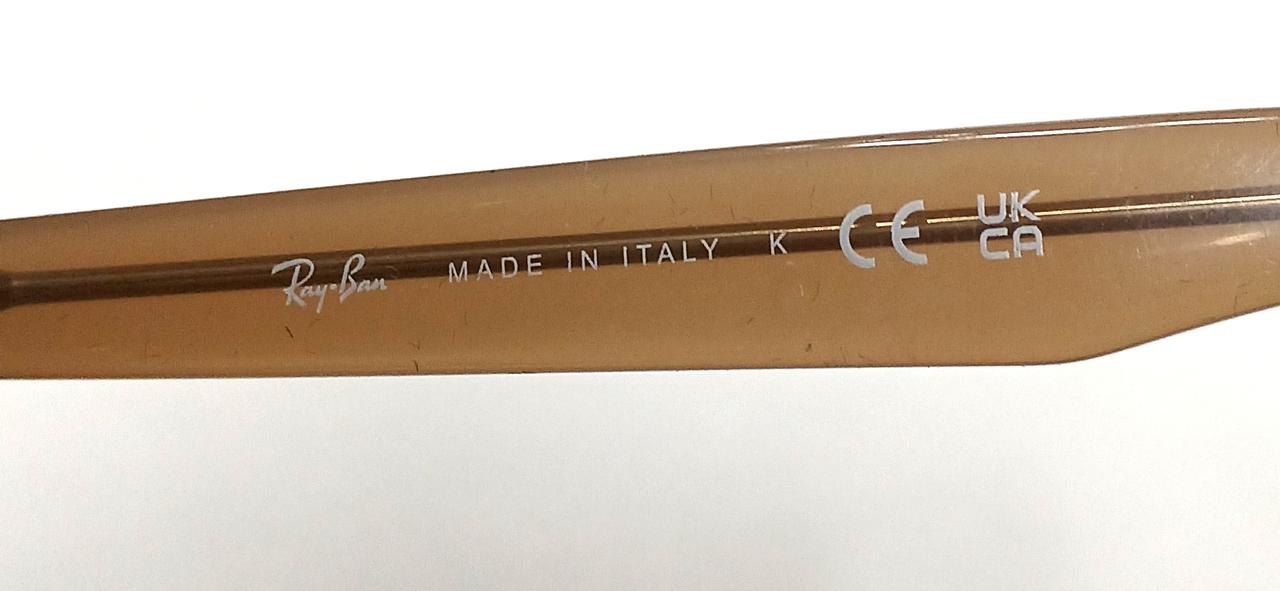 Ray-Ban MADE IN ITALY K CE UK
CA